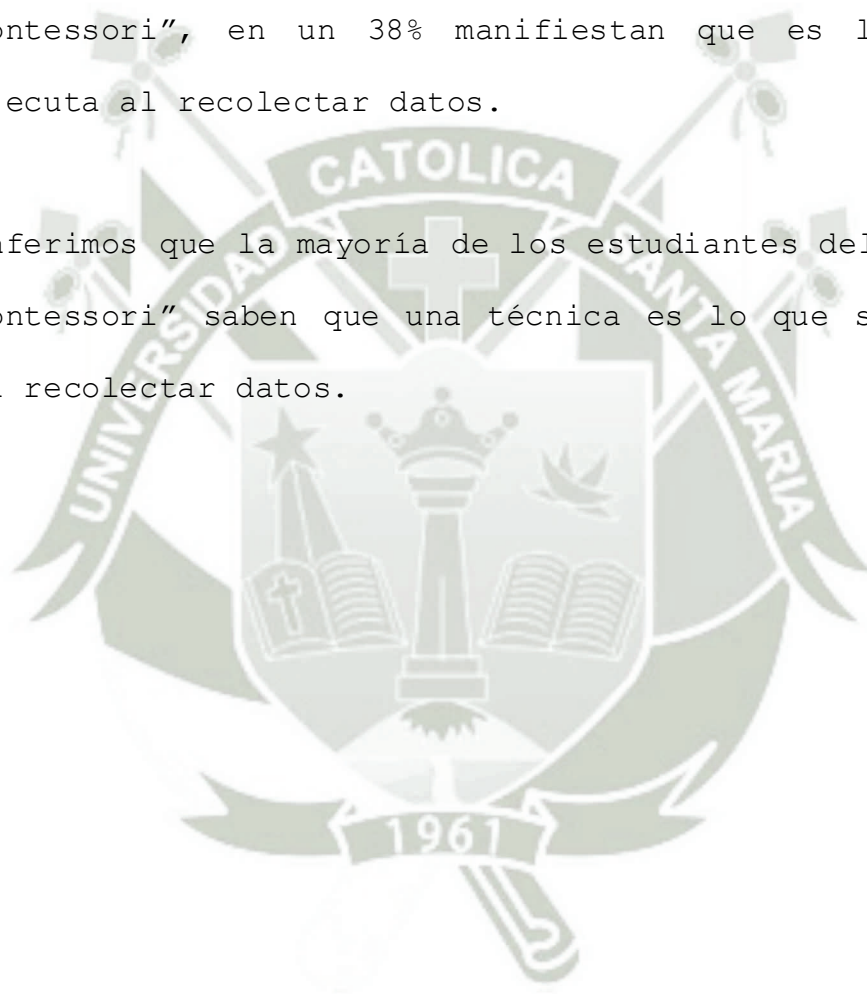 ontessori”, en un 38% manifiestan que es l
ecuta al recolectar datos.
CATOLICA
UNIVERSIDAD
SANTA MARIA
nferimos que la mayoría de los estudiantes del
ontessori” saben que una técnica es lo que s
recolectar datos.
1961